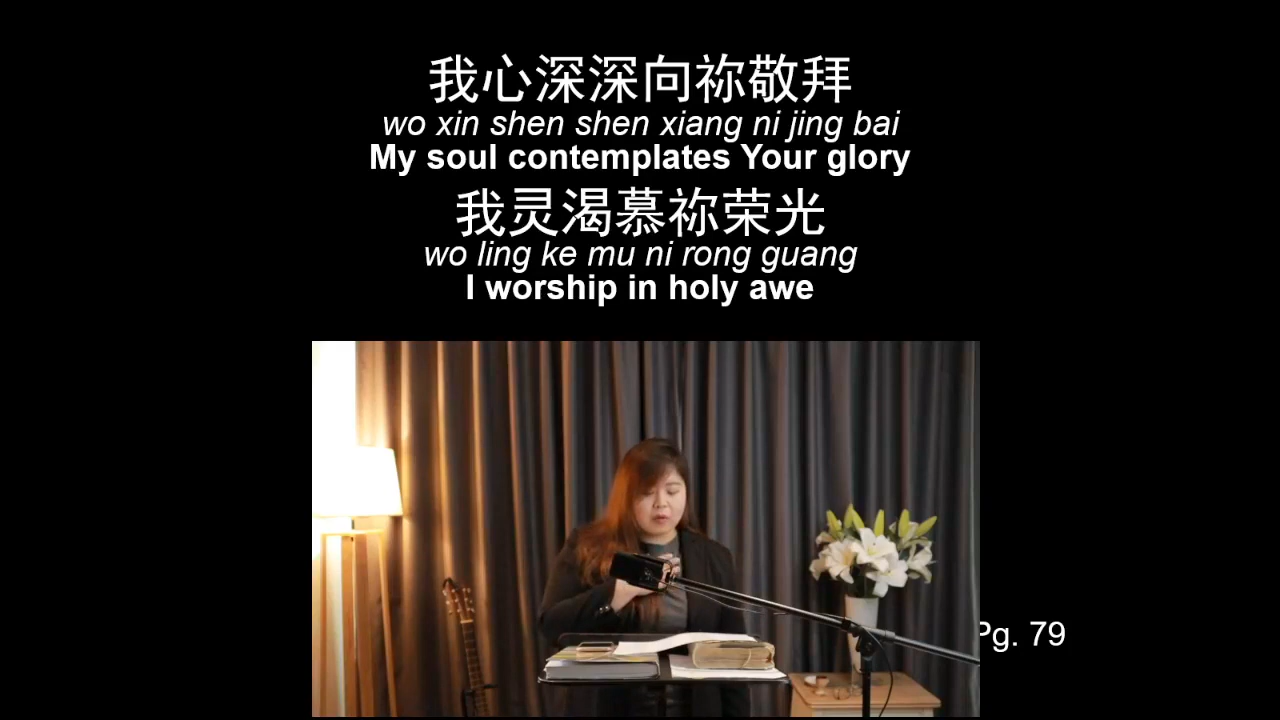 我心深深向祢敬拜
wo xin shen shen xiang ni jing bai
My soul contemplates Your glory
我灵渴慕祢荣光
wo ling ke mu ni rong guang
I worship in holy awe
Pg. 79